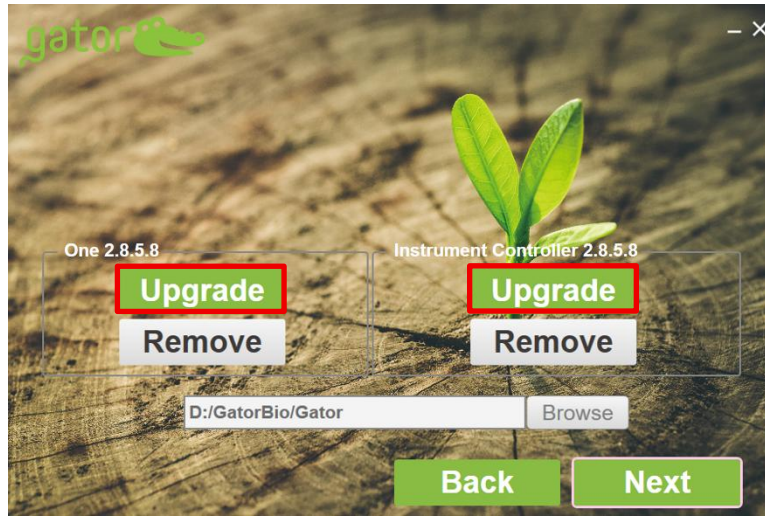 gator
One 2.8.5.8
Upgrade
Remove
Instrument Controller 2.8.5.8
Upgrade
Remove
D:/GatorBio/Gator
Browse
Back
Next